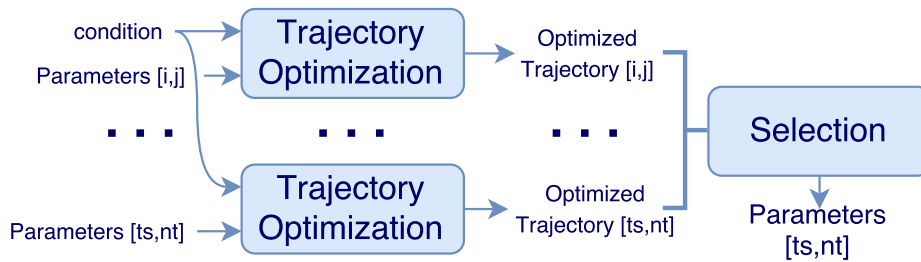 condition
Parameters [i,j]
Trajectory
Optimization
Optimized
Trajectory [i,j]
. . .
. . .
. . .
Selection
Parameters [ts,nt]
Trajectory
Optimization
Optimized
Trajectory [ts,nt]
Parameters
[ts,nt]